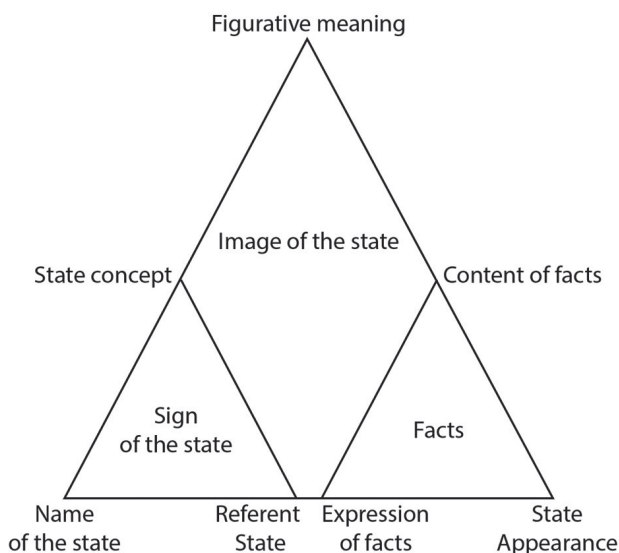 Figurative meaning
Image of the state
State concept
Content of facts
Sign
of the state
Facts
Name
of the state
Referent
State
Expression
of facts
State
Appearance